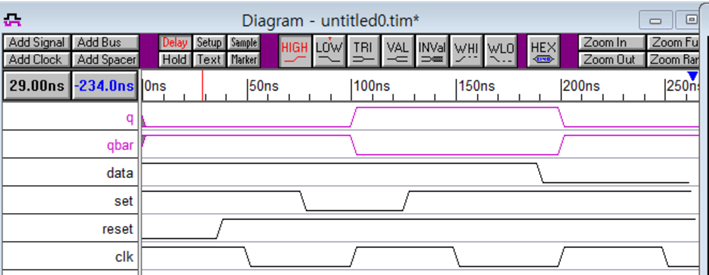 Diagram - untitled0.tim*
Add Signal Add Bus Delay Setup Sample HIGH LOW TRI VAL INVal WHI WLO HEX Zoom In Zoom Fu
Add Clock Add Spacer Hold Text Marker Zoom Out Zoom Ran
29.00ns -234.0ns 0ns 50ns 100ns 150ns 200ns 250n
q
qbar
data
set
reset
clk